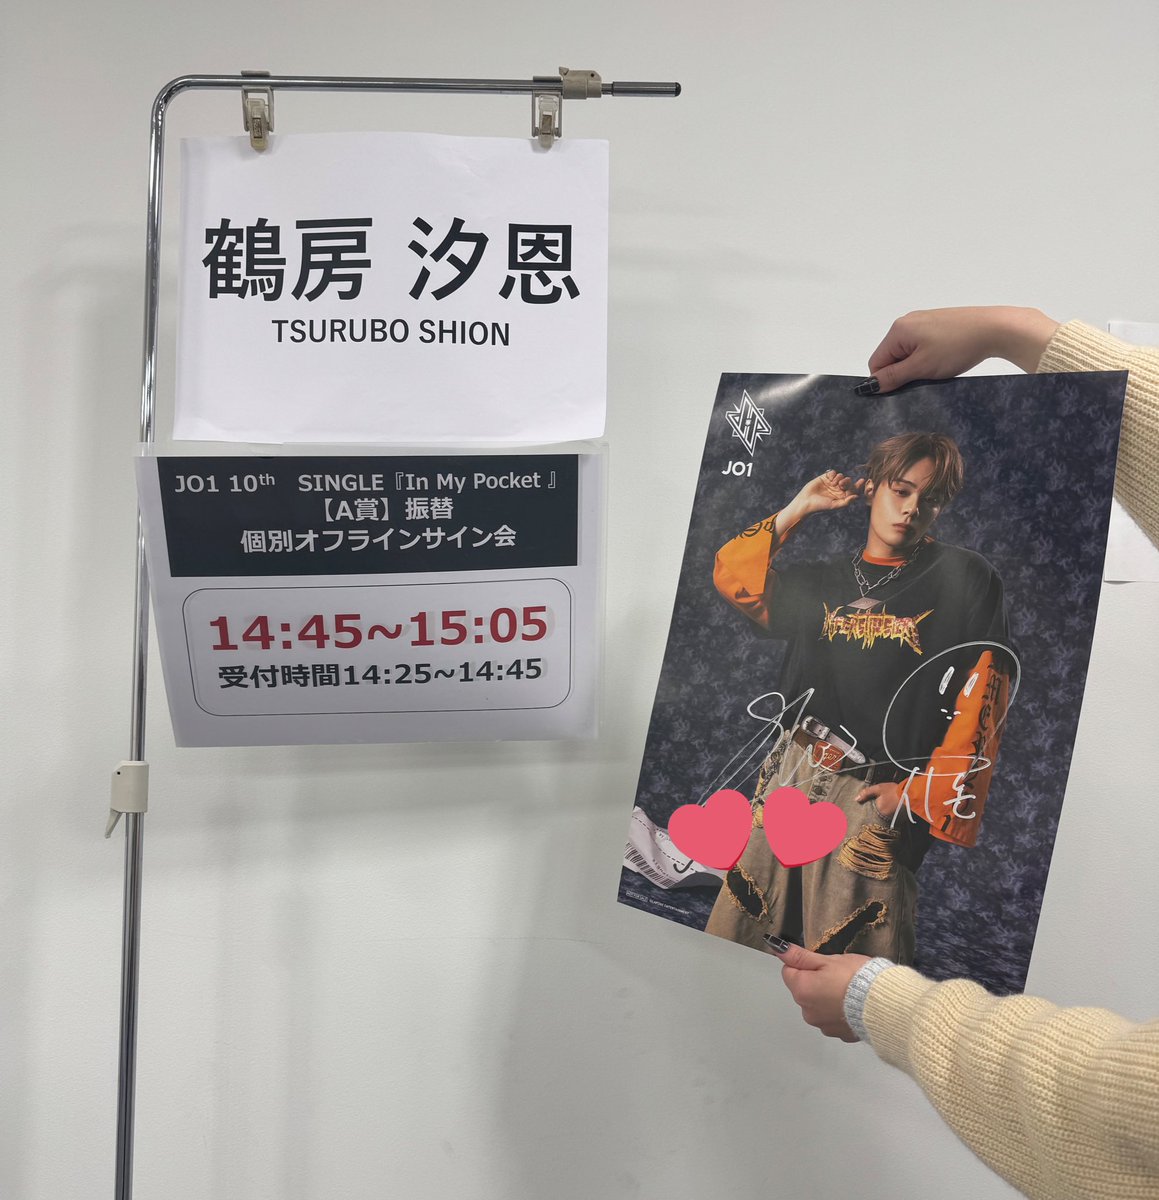 鶴房 汐恩
TSURUBO SHION
JO1 10th SINGLE『In My Pocket』
【A賞】振替
個別オフラインサイン会
14:45~15:05
受付時間14:25~14:45
JO1